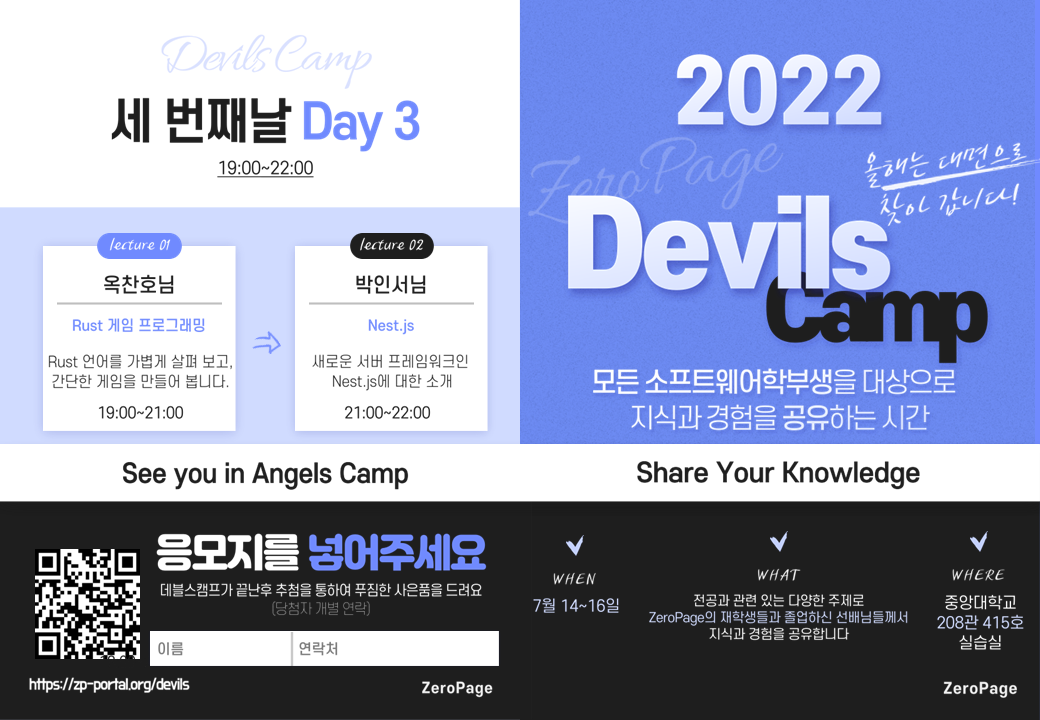 Devils Camp
세 번째날 Day 3
19:00~22:00
lecture 01
옥찬호님
Rust 게임 프로그래밍
Rust 언어를 가볍게 살펴 보고,
간단한 게임을 만들어 봅니다.
19:00~21:00
lecture 02
박인서님
Nest.js
새로운 서버 프레임워크인
Nest.js에 대한 소개
21:00~22:00
See you in Angels Camp
응모지를 넣어주세요
데블스캠프가 끝난후 추첨을 통하여 푸짐한 사은품을 드려요
(당첨자 개별 연락)
이름
연락처
https://zp-portal.org/devils
ZeroPage
2022
ZeroPage
올해는 대면으로
찾아 갑니다!
Devils
Camp
모든 소프트웨어학부생을 대상으로
지식과 경험을 공유하는 시간
Share Your Knowledge
WHEN
7월 14~16일
WHAT
전공과 관련 있는 다양한 주제로
ZeroPage의 재학생들과 졸업하신 선배님들께서
지식과 경험을 공유합니다
WHERE
중앙대학교
208관 415호
실습실
ZeroPage